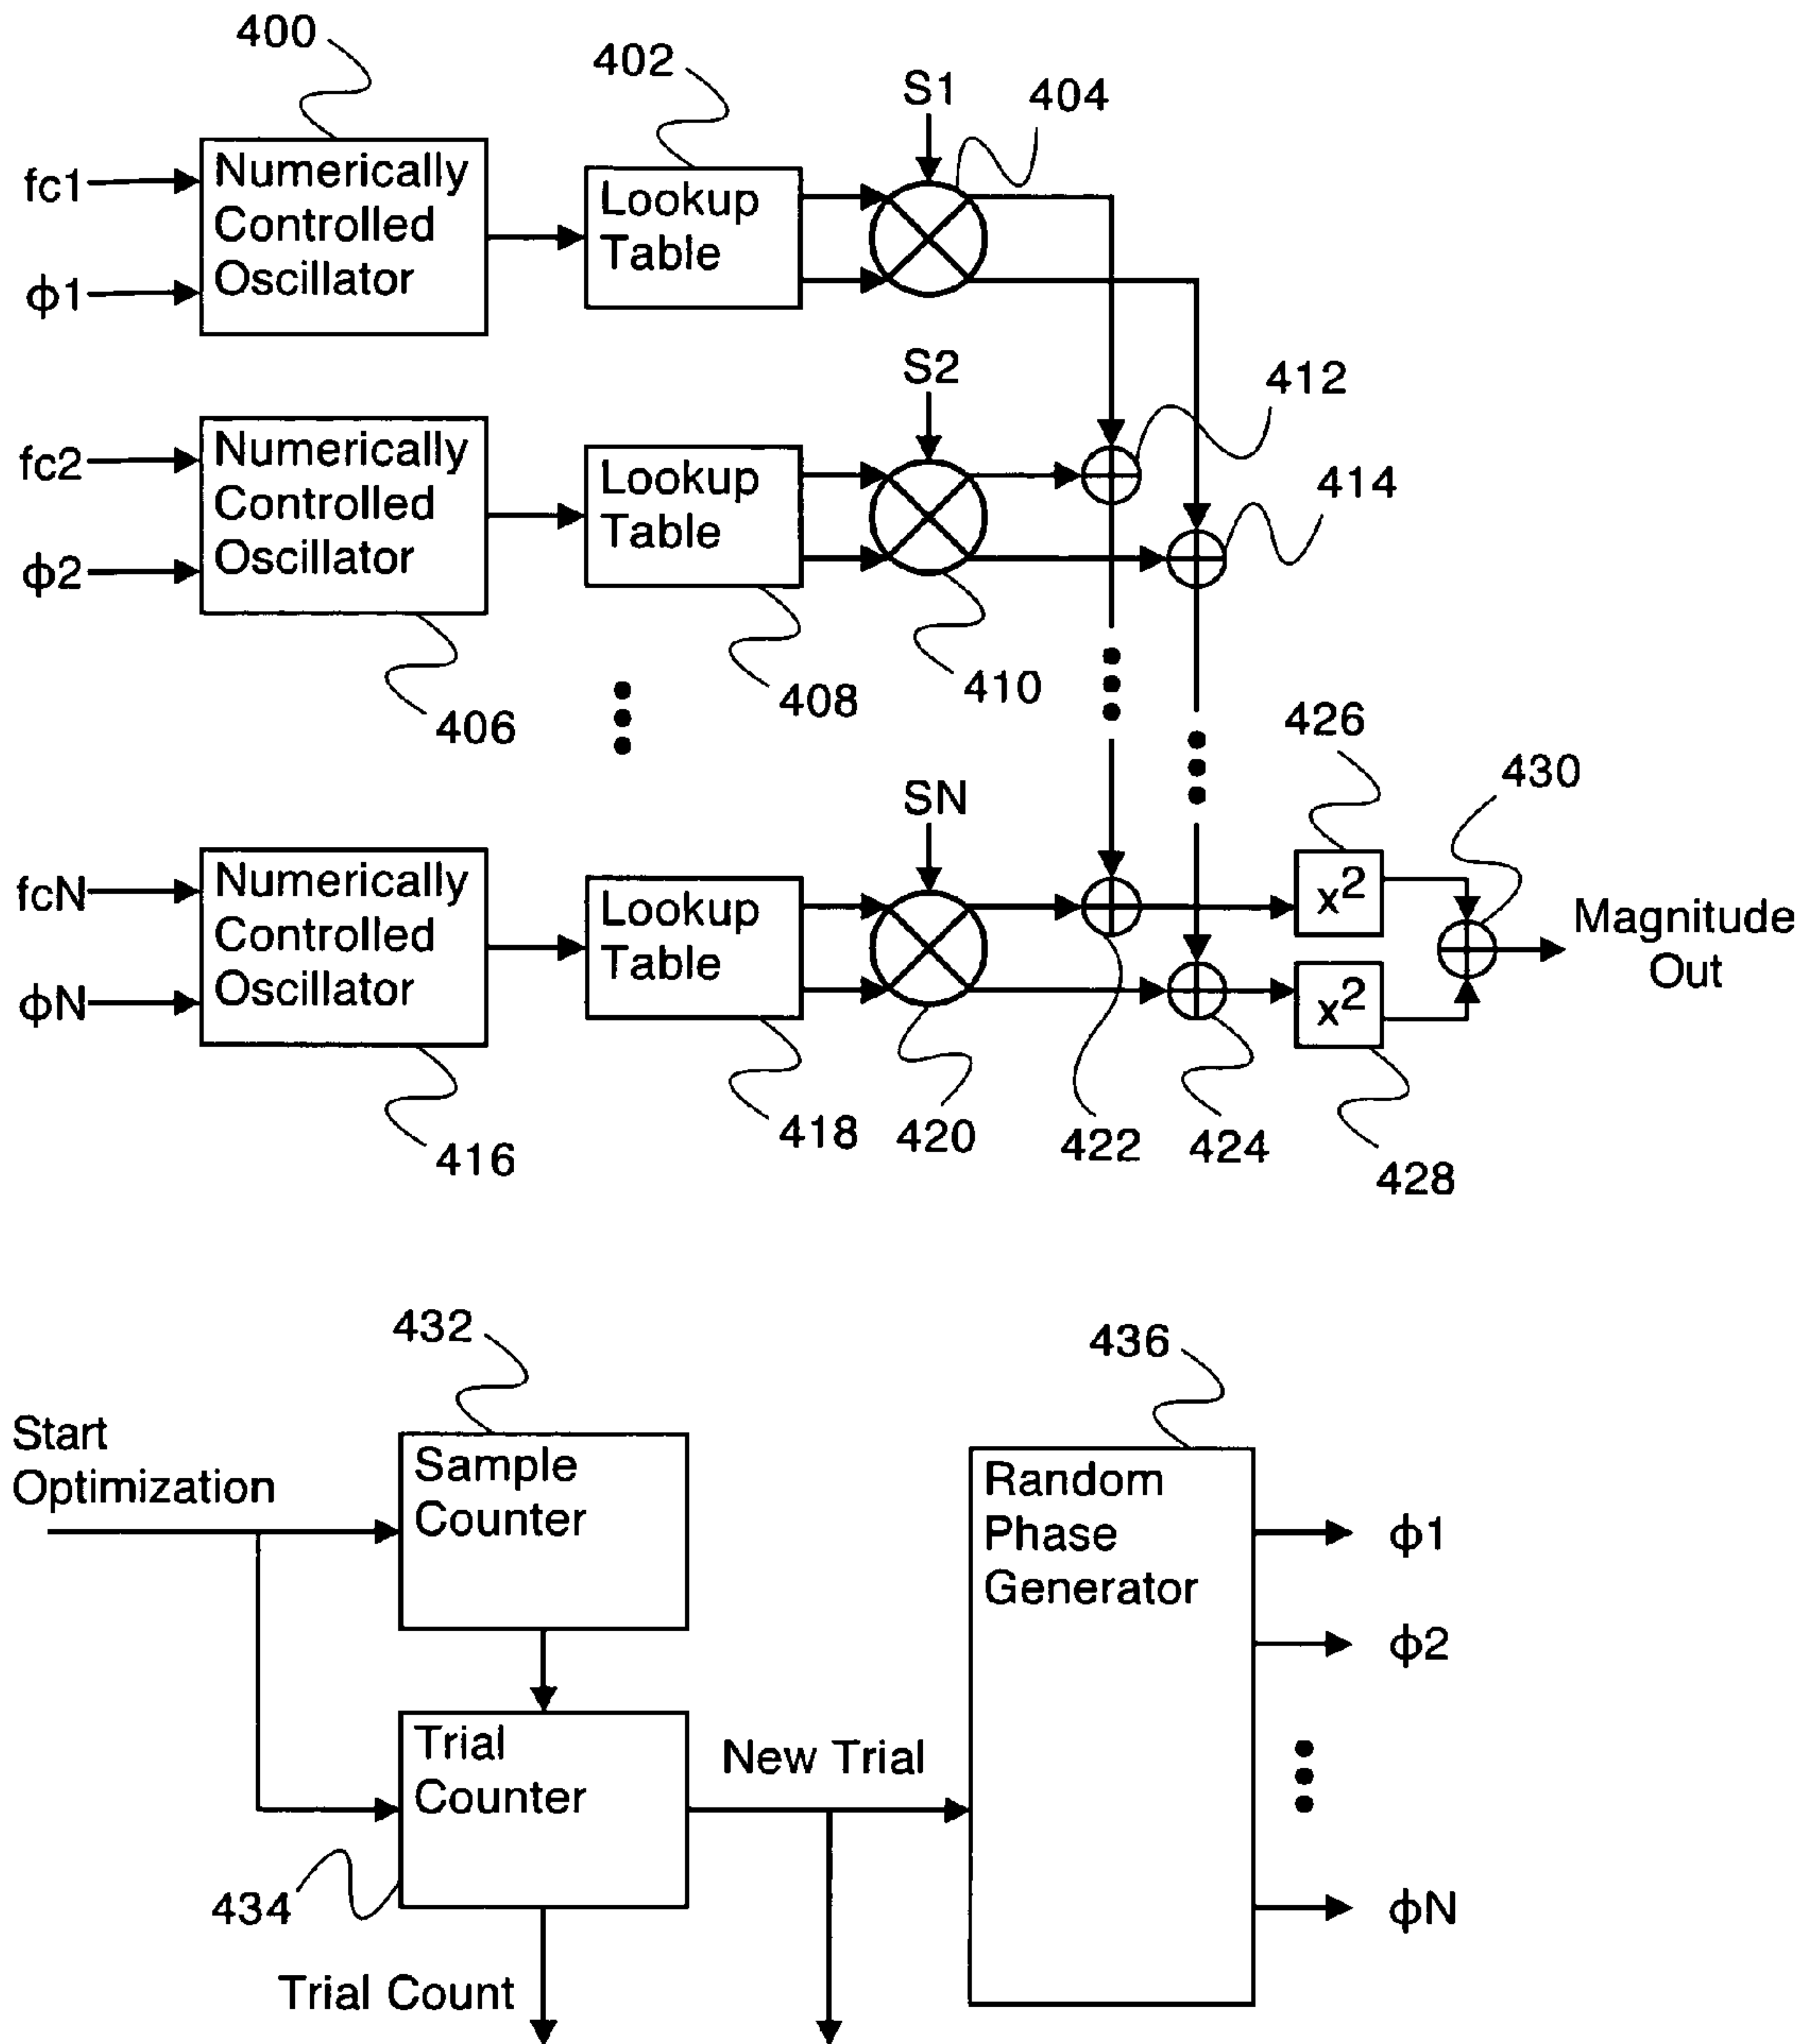 400
402
S1
404
fc1
Numerically
Controlled
Oscillator
Lookup
Table
ϕ1
S2
412
fc2
Numerically
Controlled
Oscillator
Lookup
Table
414
ϕ2
406
408
410
426
430
SN
fcN
Numerically
Controlled
Oscillator
Lookup
Table
x²
Magnitude
Out
ϕN
x²
416
418
420
422
424
428
432
436
Start
Optimization
Sample
Counter
Random
Phase
Generator
ϕ1
ϕ2
Trial
Counter
New Trial
434
ϕN
Trial Count